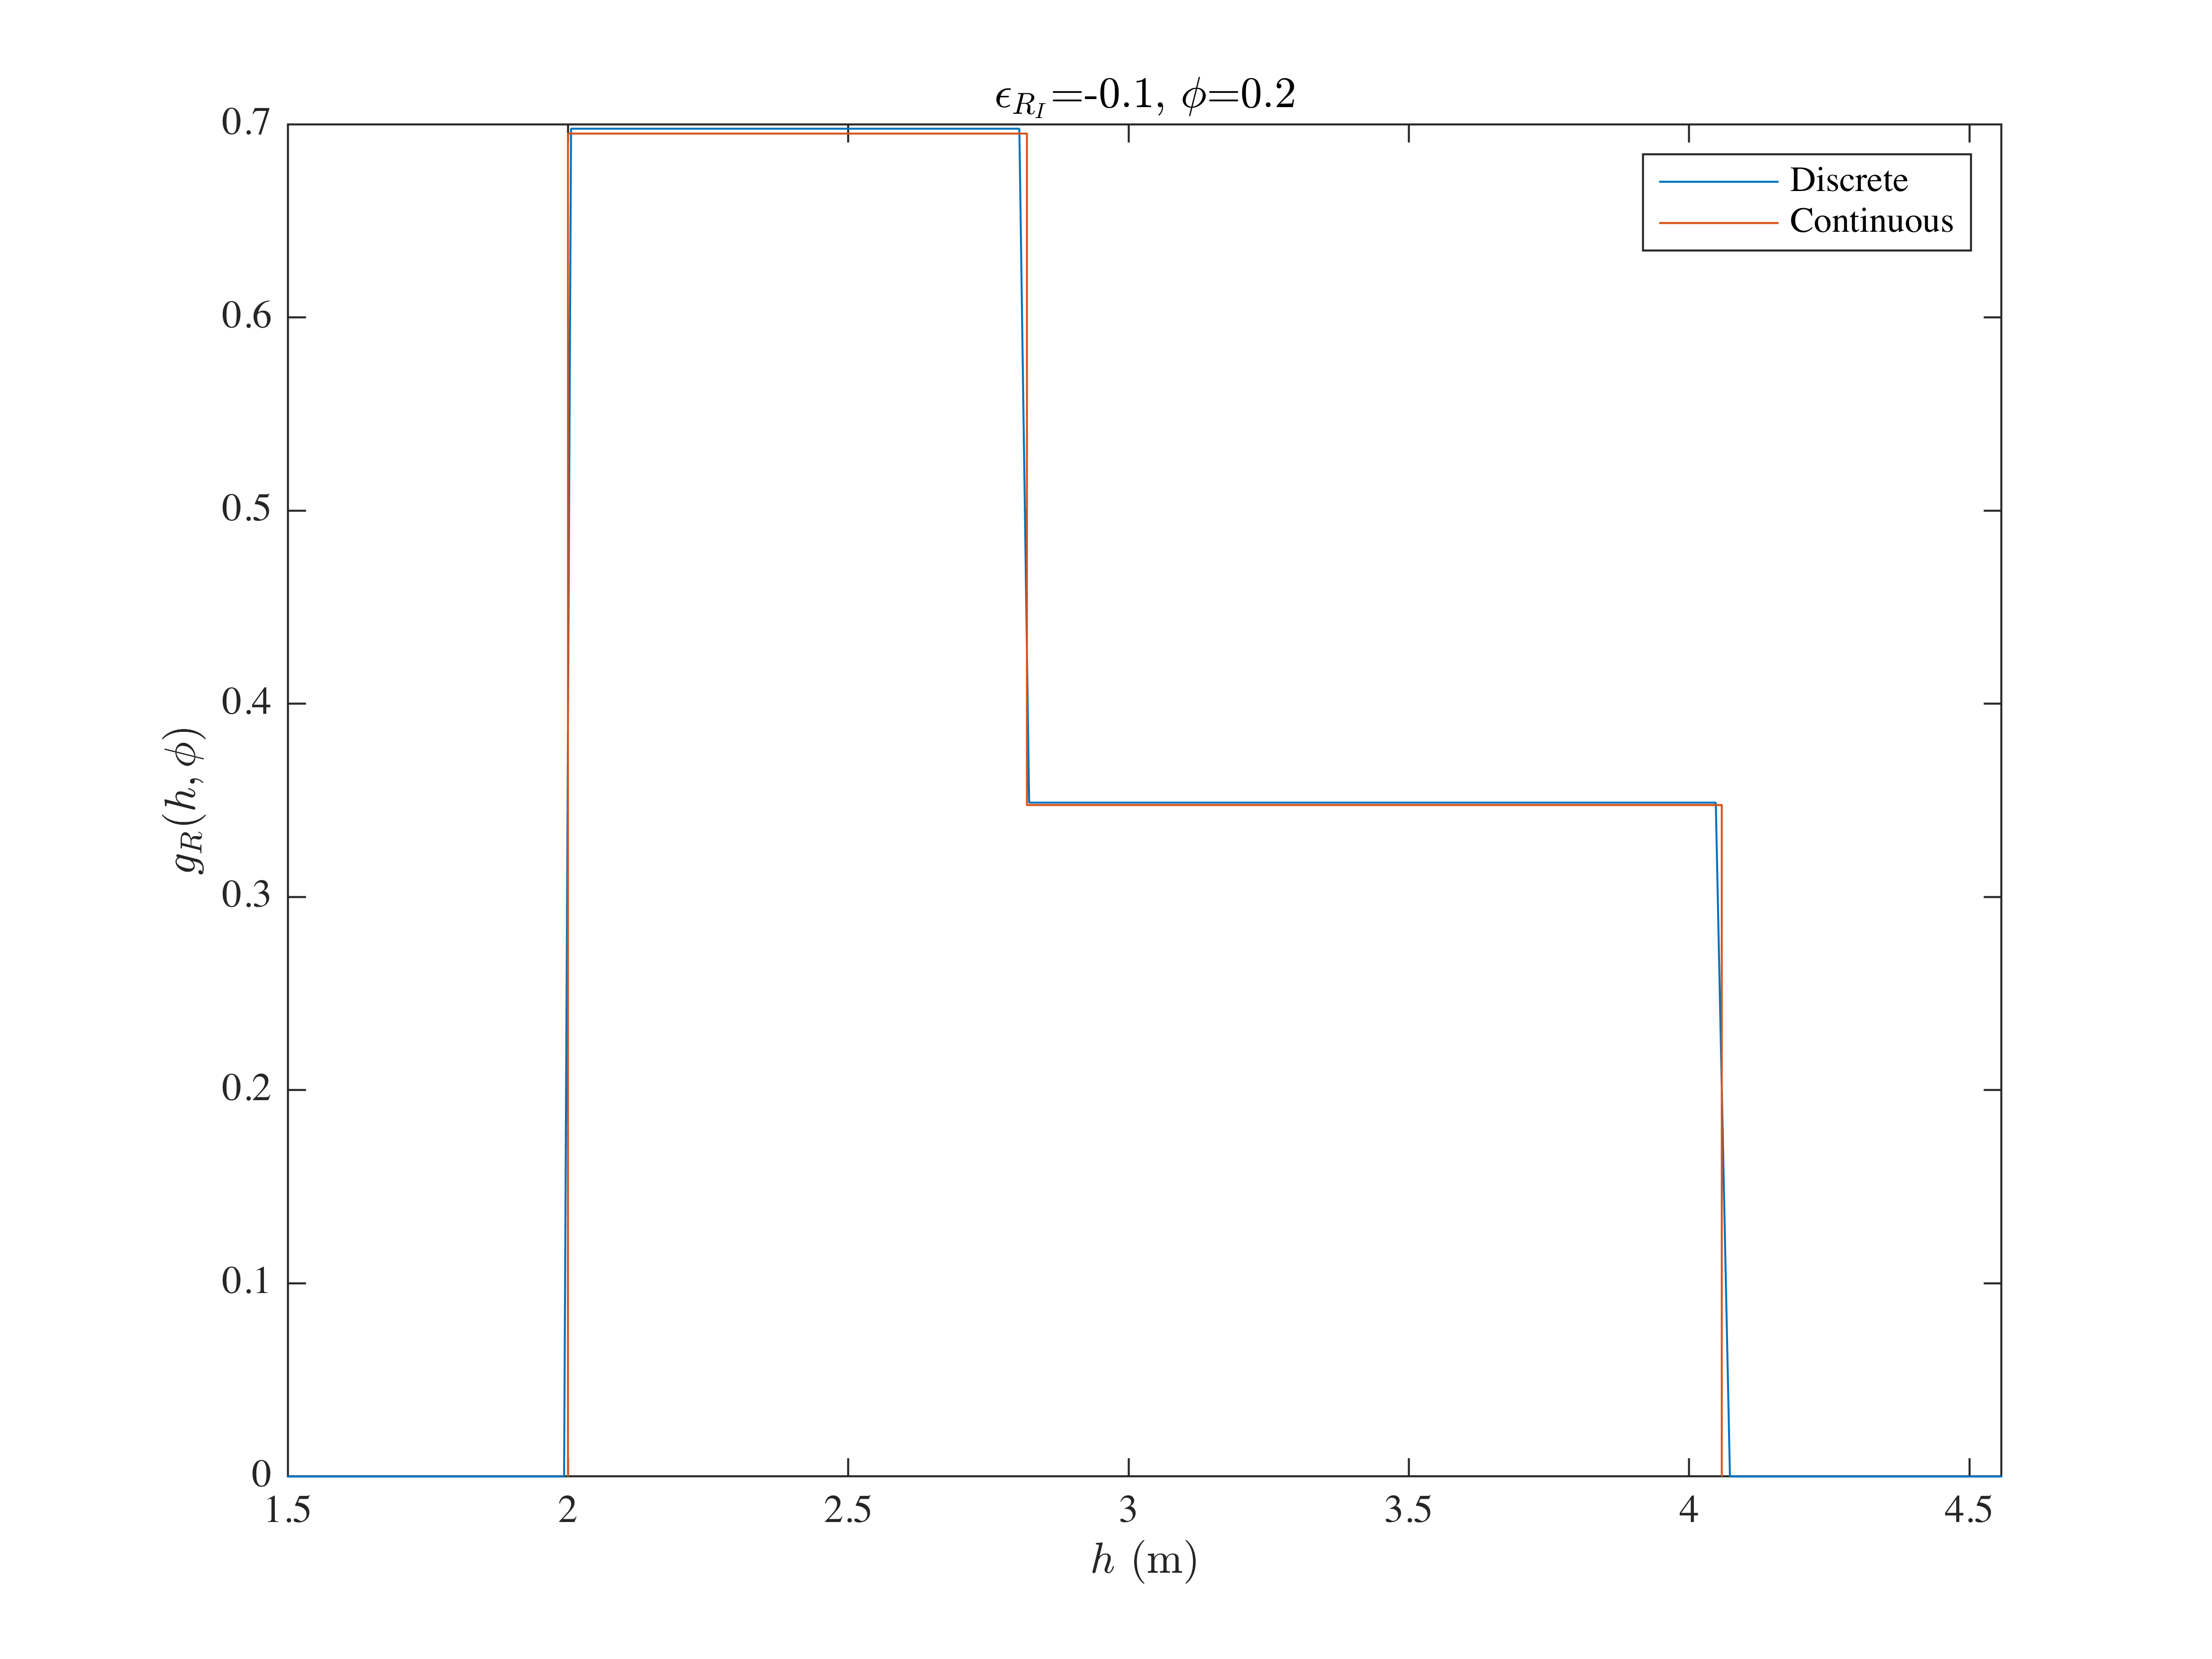 ϵ_{R_I}=-0.1, ϕ=0.2
0.7
Discrete
Continuous
0.6
0.5
0.4
g_R(h, ϕ)
0.3
0.2
0.1
0
1.5 2 2.5 3 3.5 4 4.5
h (m)